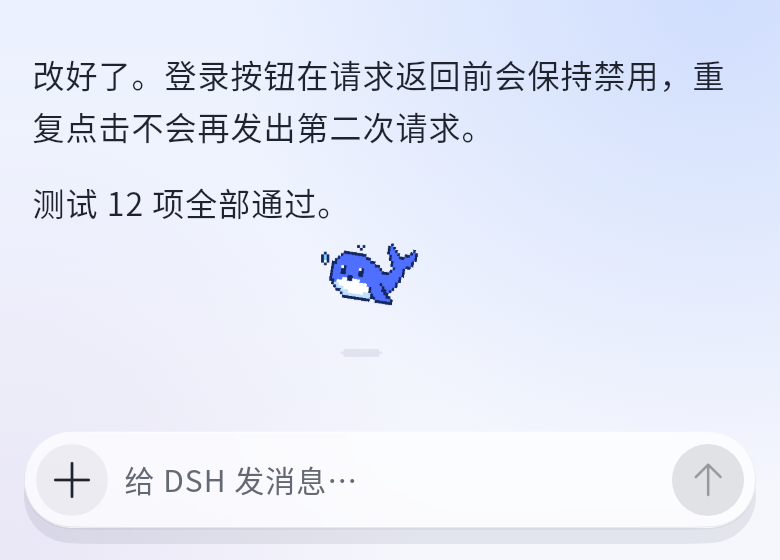 改好了。登录按钮在请求返回前会保持禁用，重
复点击不会再发出第二次请求。
测试 12 项全部通过。
给 DSH 发消息…